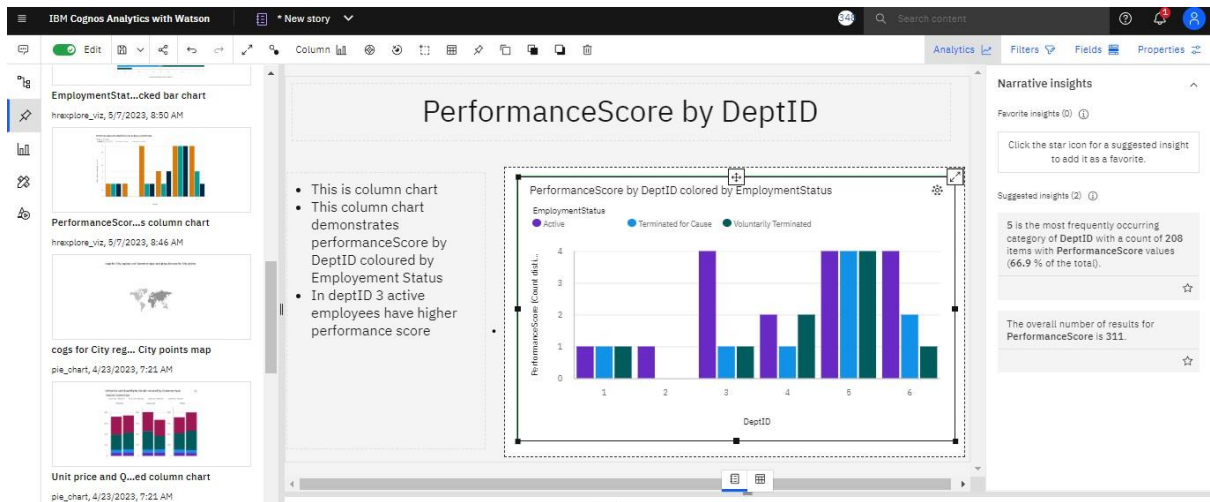 IBM Cognos Analytics with Watson
* New story
348
Search content
1
Edit
Column
Analytics
Filters
Fields
Properties
EmploymentStat...cked bar chart
hrexplore_viz, 5/7/2023, 8:50 AM
PerformanceScor...s column chart
hrexplore_viz, 5/7/2023, 8:46 AM
cogs for City reg... City points map
pie_chart, 4/23/2023, 7:21 AM
Unit price and Q...ed column chart
pie_chart, 4/23/2023, 7:21 AM
PerformanceScore by DeptID
• This is column chart
• This column chart
demonstrates
performanceScore by
DeptID coloured by
Employement Status
• In deptID 3 active
employees have higher
performance score
•
PerformanceScore by DeptID colored by EmploymentStatus
EmploymentStatus
Active
Terminated for Cause
Voluntarily Terminated
PerformanceScore (Count disti...
4
3
2
1
0
1 2 3 4 5 6
DeptID
Narrative insights
Favorite insights (0)
Click the star icon for a suggested insight
to add it as a favorite.
Suggested insights (2)
5 is the most frequently occurring
category of DeptID with a count of 208
items with PerformanceScore values
(66.9 % of the total).
The overall number of results for
PerformanceScore is 311.